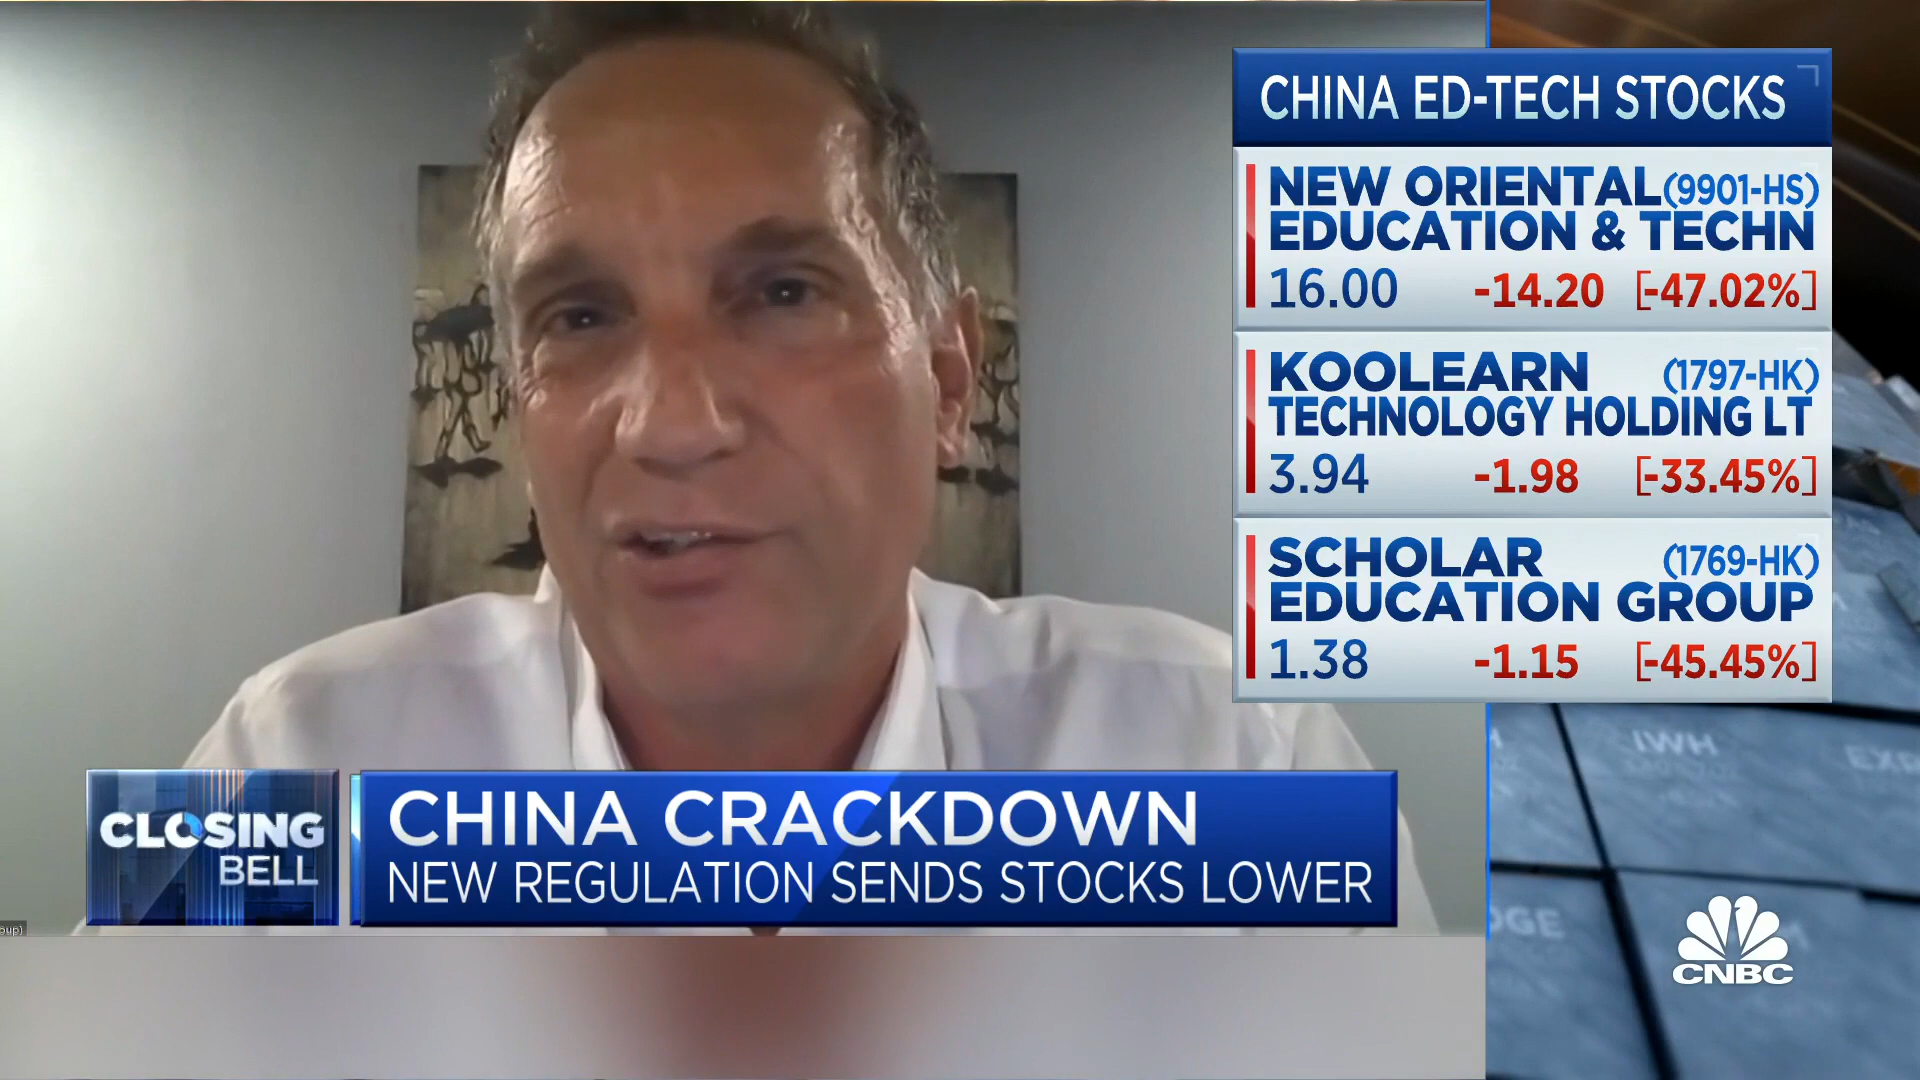 CHINA ED-TECH STOCKS
NEW ORIENTAL (9901-HS)
EDUCATION & TECHN
16.00 -14.20 [-47.02%]
KOOLEARN (1797-HK)
TECHNOLOGY HOLDING LT
3.94 -1.98 [-33.45%]
SCHOLAR (1769-HK)
EDUCATION GROUP
1.38 -1.15 [-45.45%]
IWH
CLOSING
BELL
CHINA CRACKDOWN
NEW REGULATION SENDS STOCKS LOWER
oup)
CNBC